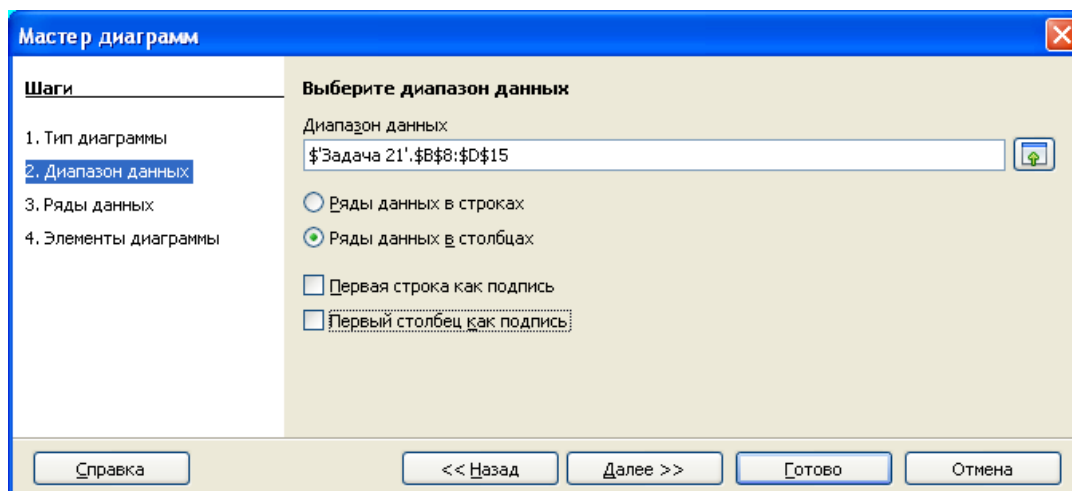 Мастер диаграмм
Шаги
1. Тип диаграммы
2. Диапазон данных
3. Ряды данных
4. Элементы диаграммы
Выберите диапазон данных
Диапазон данных
$'Задача 21'.$B$8:$D$15
Ряды данных в строках
Ряды данных в столбцах
Первая строка как подпись
Первый столбец как подпись
Справка
<< Назад
Далее >>
Готово
Отмена